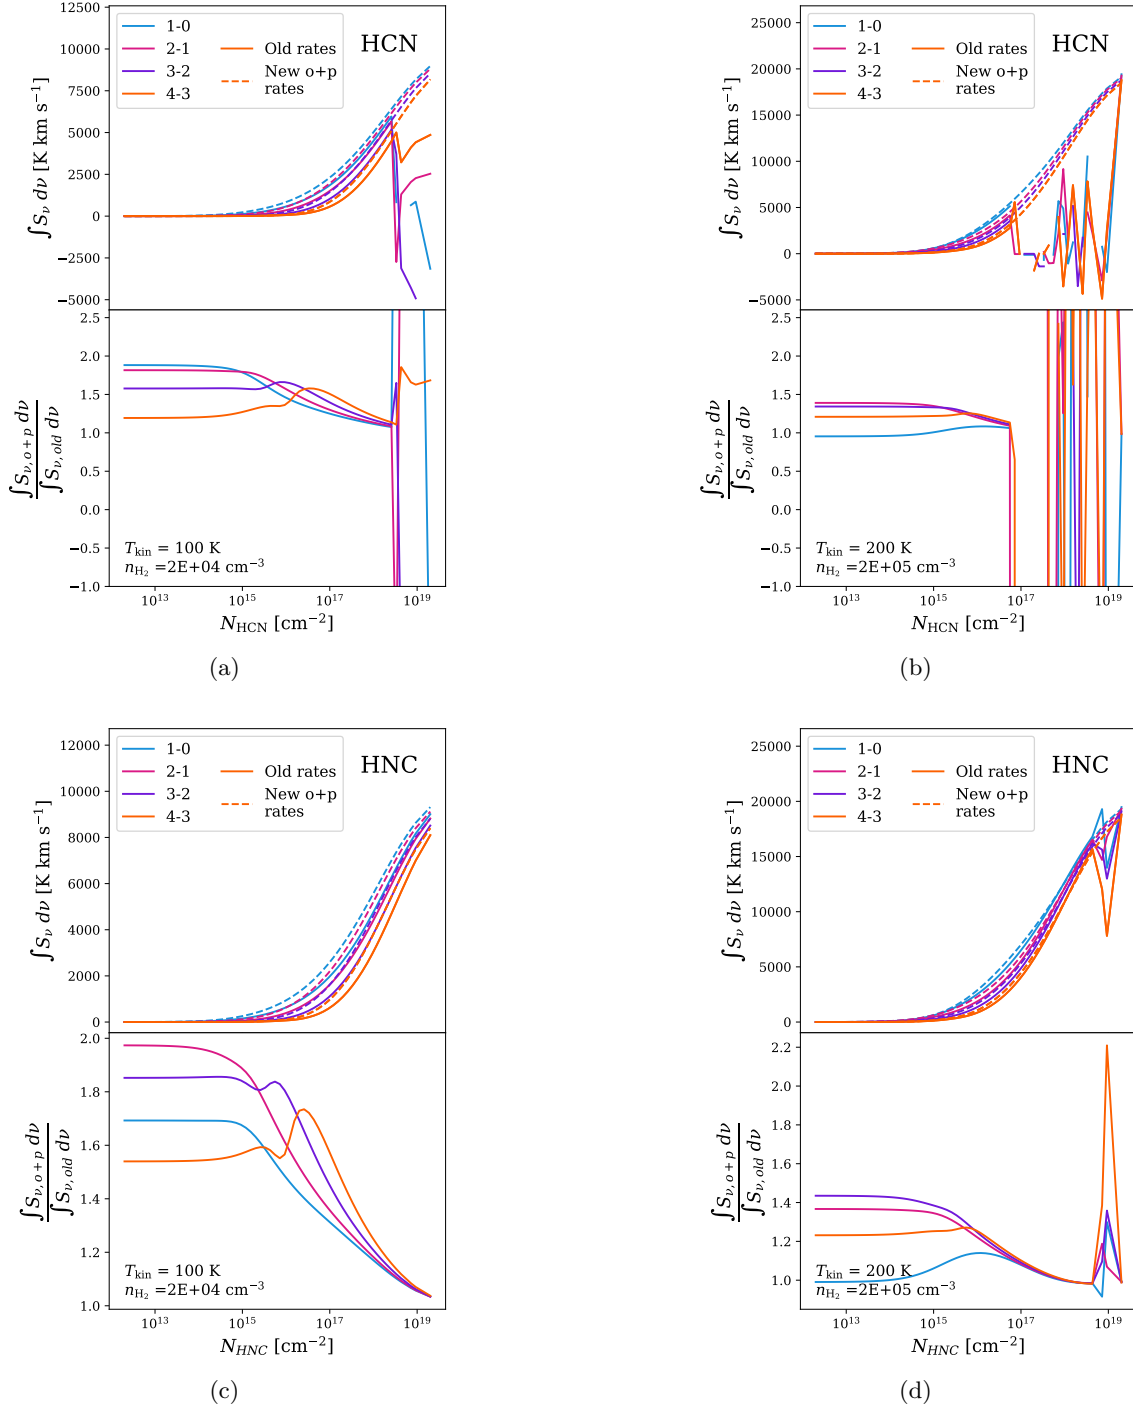 12500
10000
7500
5000
2500
0
−2500
−5000
∫ S_ν dν [K km s⁻¹]
1-0
2-1
3-2
4-3
Old rates
New o+p
rates
HCN
2.5
2.0
1.5
1.0
0.5
0.0
−0.5
−1.0
∫ S_ν,o+p dν
∫ S_ν,old dν
T_kin = 100 K
n_H₂ =2E+04 cm⁻³
10¹³ 10¹⁵ 10¹⁷ 10¹⁹
N_HCN [cm⁻²]
(a)
25000
20000
15000
10000
5000
0
−5000
∫ S_ν dν [K km s⁻¹]
1-0
2-1
3-2
4-3
Old rates
New o+p
rates
HCN
2.5
2.0
1.5
1.0
0.5
0.0
−0.5
−1.0
∫ S_ν,o+p dν
∫ S_ν,old dν
T_kin = 200 K
n_H₂ =2E+05 cm⁻³
10¹³ 10¹⁵ 10¹⁷ 10¹⁹
N_HCN [cm⁻²]
(b)
12000
10000
8000
6000
4000
2000
0
∫ S_ν dν [K km s⁻¹]
1-0
2-1
3-2
4-3
Old rates
New o+p
rates
HNC
2.0
1.8
1.6
1.4
1.2
1.0
∫ S_ν,o+p dν
∫ S_ν,old dν
T_kin = 100 K
n_H₂ =2E+04 cm⁻³
10¹³ 10¹⁵ 10¹⁷ 10¹⁹
N_HNC [cm⁻²]
(c)
25000
20000
15000
10000
5000
0
∫ S_ν dν [K km s⁻¹]
1-0
2-1
3-2
4-3
Old rates
New o+p
rates
HNC
2.2
2.0
1.8
1.6
1.4
1.2
1.0
∫ S_ν,o+p dν
∫ S_ν,old dν
T_kin = 200 K
n_H₂ =2E+05 cm⁻³
10¹³ 10¹⁵ 10¹⁷ 10¹⁹
N_HNC [cm⁻²]
(d)